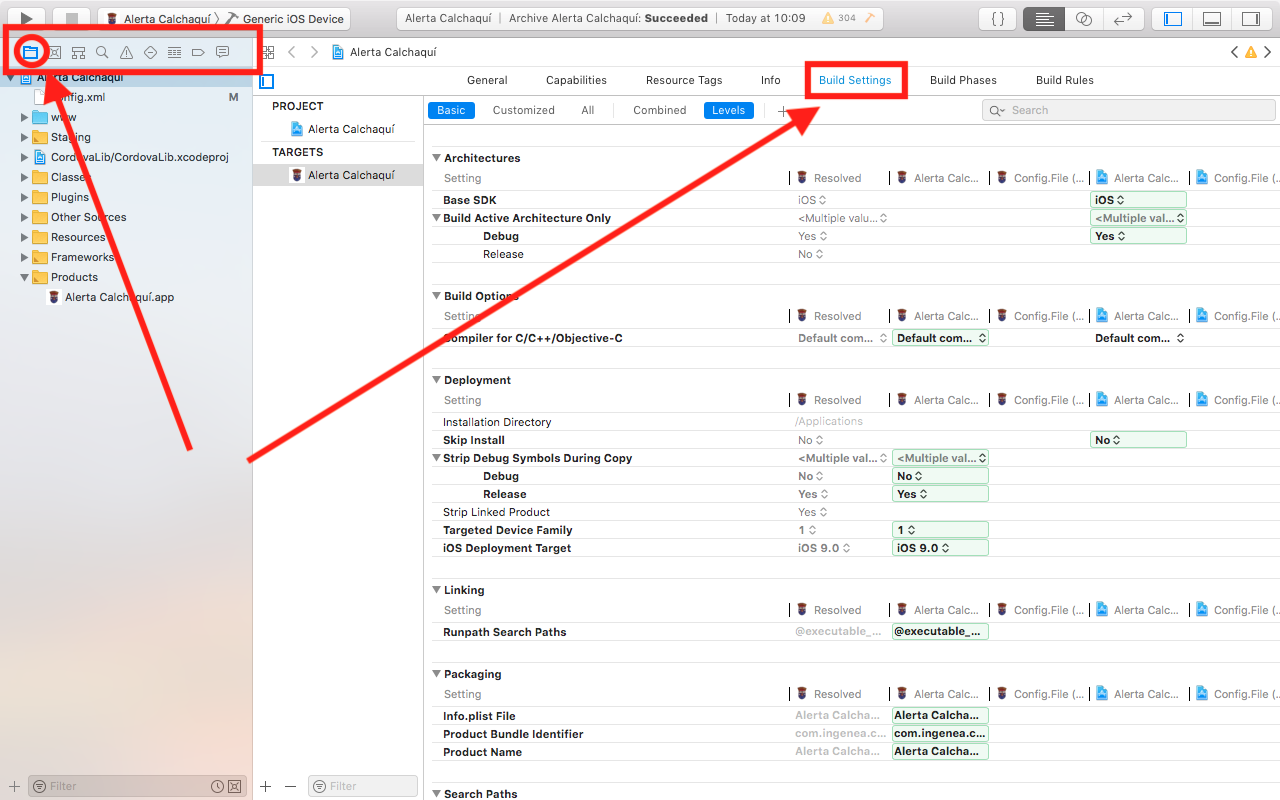 Alerta Calchaquí Generic iOS Device Alerta Calchaquí Archive Alerta Calchaquí: Succeeded Today at 10:09 304
Alerta Calchaquí
Alerta Calchaquí
General Capabilities Resource Tags Info Build Settings Build Phases Build Rules
Basic Customized All Combined Levels + Search
config.xml M
www
Staging
CordovaLib/CordovaLib.xcodeproj
Classes
Plugins
Other Sources
Resources
Frameworks
Products
Alerta Calchaquí.app
PROJECT
Alerta Calchaquí
TARGETS
Alerta Calchaquí
Architectures
Setting Resolved Alerta Calc... Config.File (... Alerta Calc... Config.File (...
Base SDK iOS iOS
Build Active Architecture Only <Multiple valu... <Multiple val...
Debug Yes Yes
Release No
Build Options
Setting Resolved Alerta Calc... Config.File (... Alerta Calc... Config.File (...
Compiler for C/C++/Objective-C Default com... Default com... Default com...
Deployment
Setting Resolved Alerta Calc... Config.File (... Alerta Calc... Config.File (...
Installation Directory /Applications
Skip Install No No
Strip Debug Symbols During Copy <Multiple val... <Multiple val...
Debug No No
Release Yes Yes
Strip Linked Product Yes
Targeted Device Family 1 1
iOS Deployment Target iOS 9.0 iOS 9.0
Linking
Setting Resolved Alerta Calc... Config.File (... Alerta Calc... Config.File (...
Runpath Search Paths @executable_... @executable_...
Packaging
Setting Resolved Alerta Calc... Config.File (... Alerta Calc... Config.File (...
Info.plist File Alerta Calcha... Alerta Calcha...
Product Bundle Identifier com.ingenea.c... com.ingenea.c...
Product Name Alerta Calcha... Alerta Calcha...
Search Paths
+ Filter + − Filter